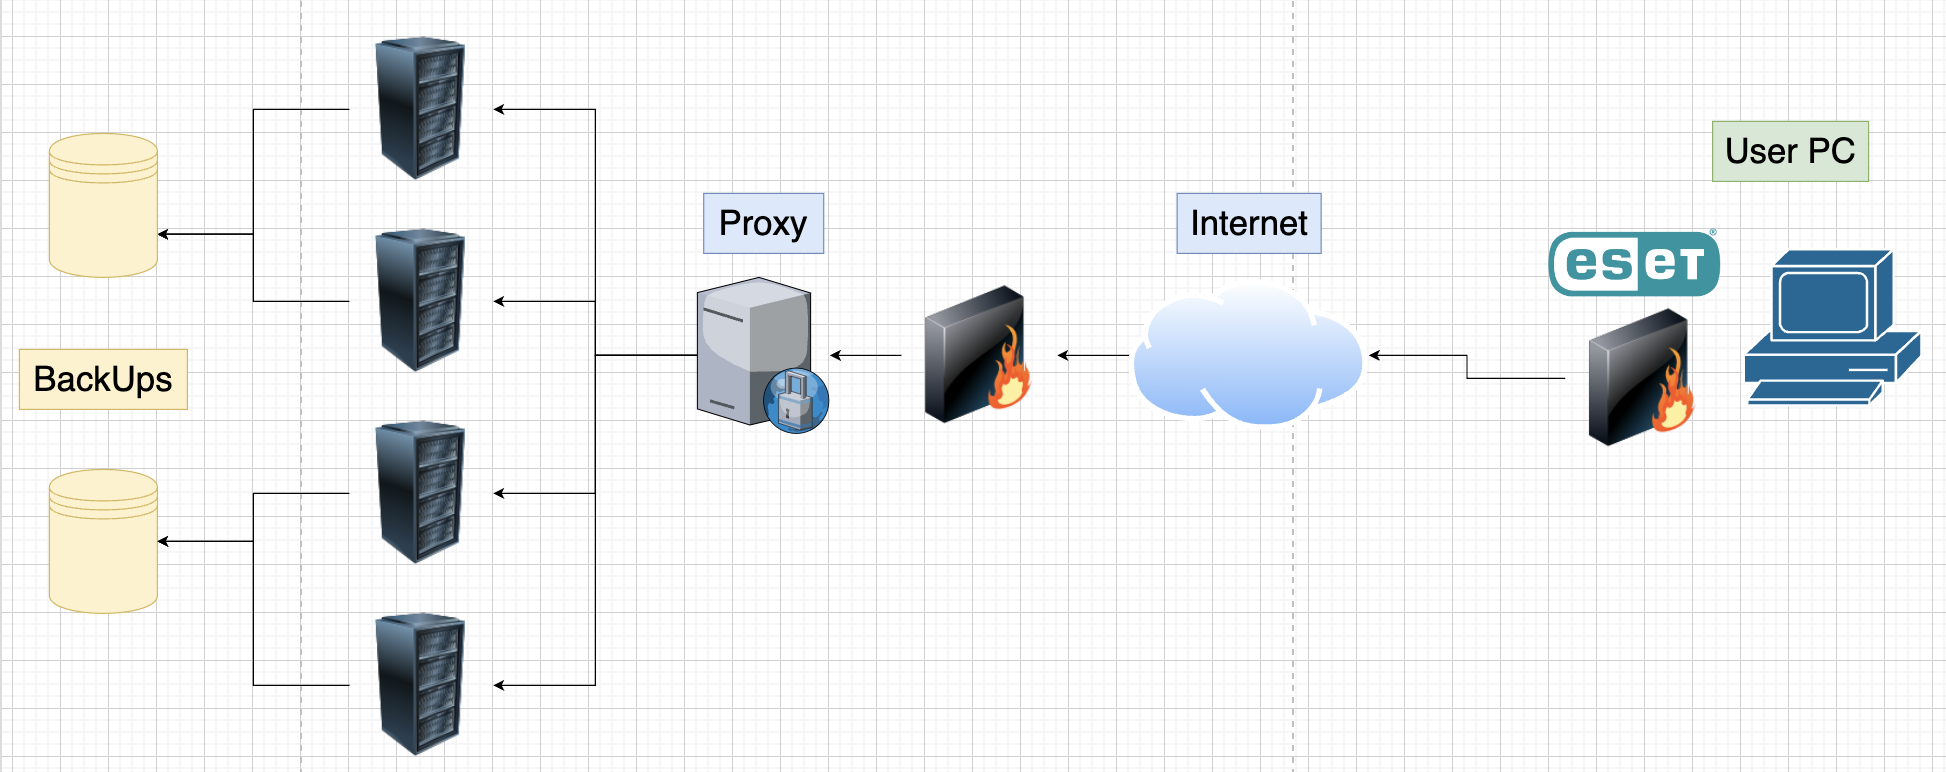 User PC
Proxy
Internet
eseT®
BackUps